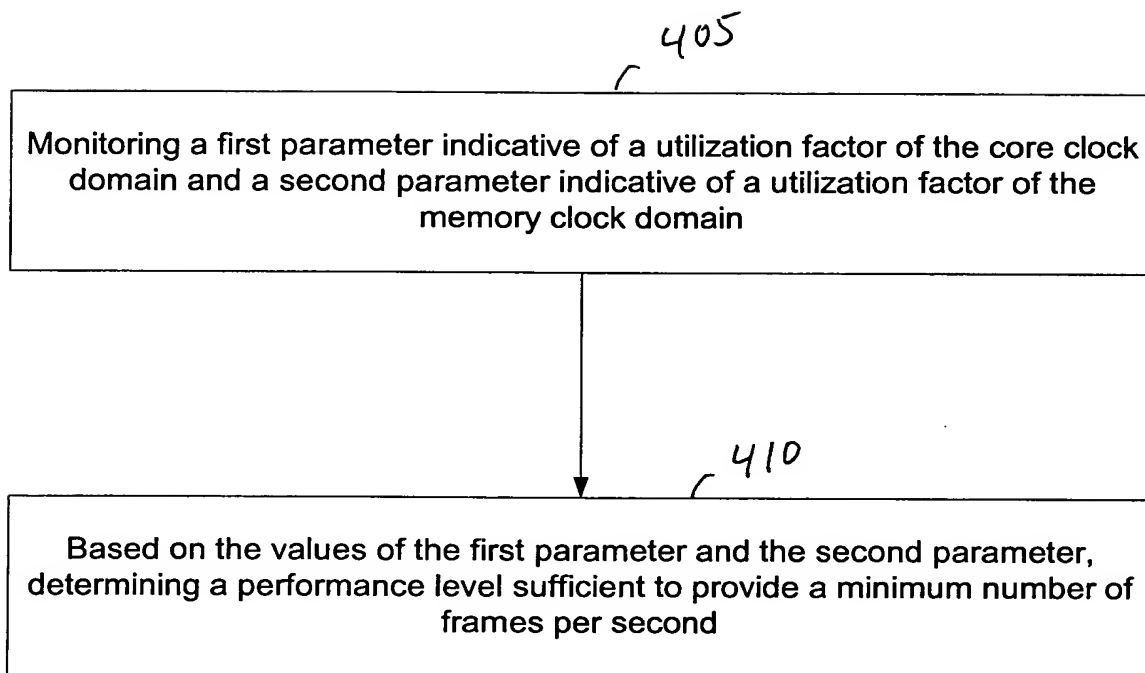 405
Monitoring a first parameter indicative of a utilization factor of the core clock
domain and a second parameter indicative of a utilization factor of the
memory clock domain
410
Based on the values of the first parameter and the second parameter,
determining a performance level sufficient to provide a minimum number of
frames per second